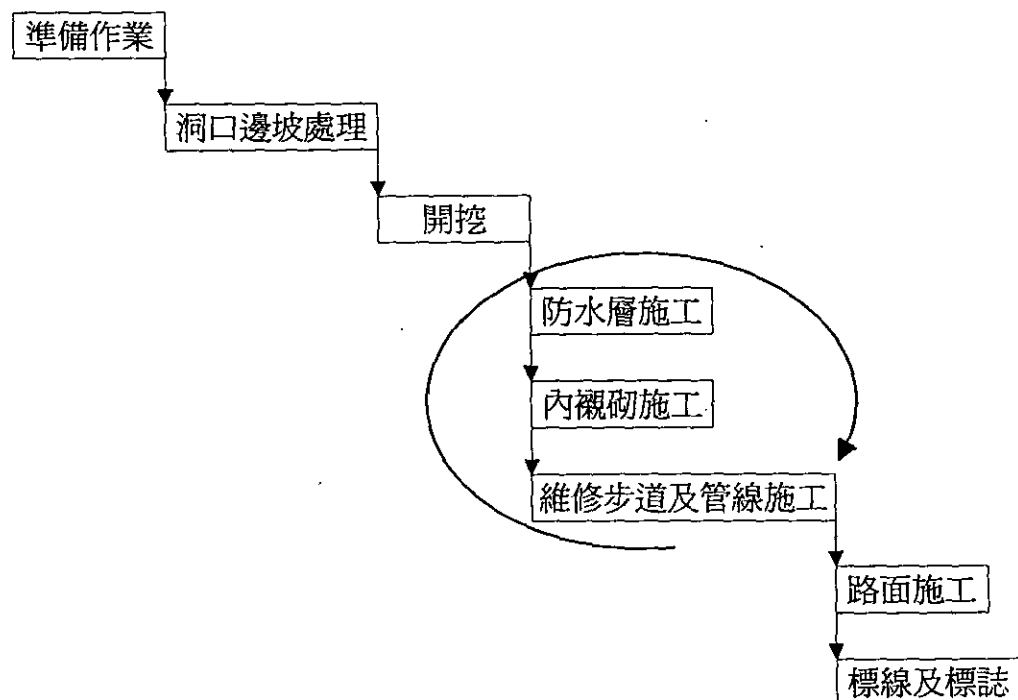 準備作業
洞口邊坡處理
開挖
防水層施工
內襯砌施工
維修步道及管線施工
路面施工
標線及標誌